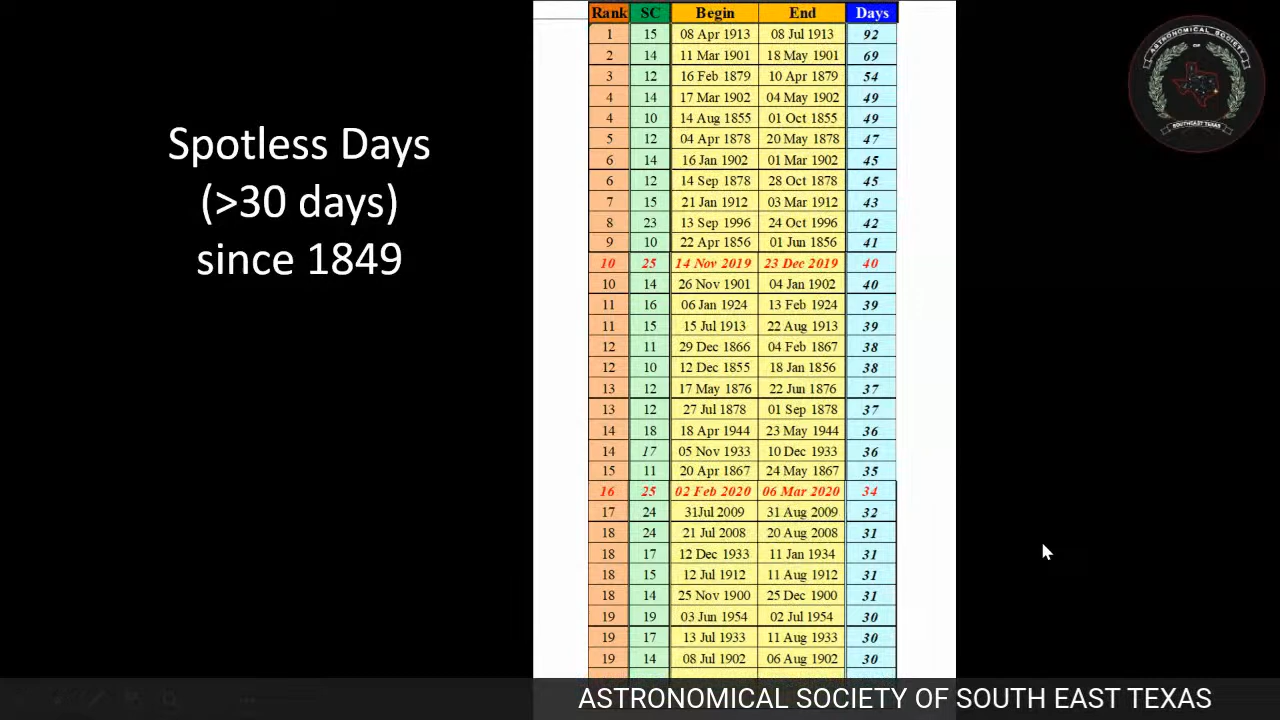 Spotless Days
(>30 days)
since 1849
Rank SC Begin End Days
1 15 08 Apr 1913 08 Jul 1913 92
2 14 11 Mar 1901 18 May 1901 69
3 12 16 Feb 1879 10 Apr 1879 54
4 14 17 Mar 1902 04 May 1902 49
4 10 14 Aug 1855 01 Oct 1855 49
5 12 04 Apr 1878 20 May 1878 47
6 14 16 Jan 1902 01 Mar 1902 45
6 12 14 Sep 1878 28 Oct 1878 45
7 15 21 Jan 1912 03 Mar 1912 43
8 23 13 Sep 1996 24 Oct 1996 42
9 10 22 Apr 1856 01 Jun 1856 41
10 25 14 Nov 2019 23 Dec 2019 40
10 14 26 Nov 1901 04 Jan 1902 40
11 16 06 Jan 1924 13 Feb 1924 39
11 15 15 Jul 1913 22 Aug 1913 39
12 11 29 Dec 1866 04 Feb 1867 38
12 10 12 Dec 1855 18 Jan 1856 38
13 12 17 May 1876 22 Jun 1876 37
13 12 27 Jul 1878 01 Sep 1878 37
14 18 18 Apr 1944 23 May 1944 36
14 17 05 Nov 1933 10 Dec 1933 36
15 11 20 Apr 1867 24 May 1867 35
16 25 02 Feb 2020 06 Mar 2020 34
17 24 31Jul 2009 31 Aug 2009 32
18 24 21 Jul 2008 20 Aug 2008 31
18 17 12 Dec 1933 11 Jan 1934 31
18 15 12 Jul 1912 11 Aug 1912 31
18 14 25 Nov 1900 25 Dec 1900 31
19 19 03 Jun 1954 02 Jul 1954 30
19 17 13 Jul 1933 11 Aug 1933 30
19 14 08 Jul 1902 06 Aug 1902 30
ASTRONOMICAL SOCIETY
OF
SOUTHEAST TEXAS
ASTRONOMICAL SOCIETY OF SOUTH EAST TEXAS